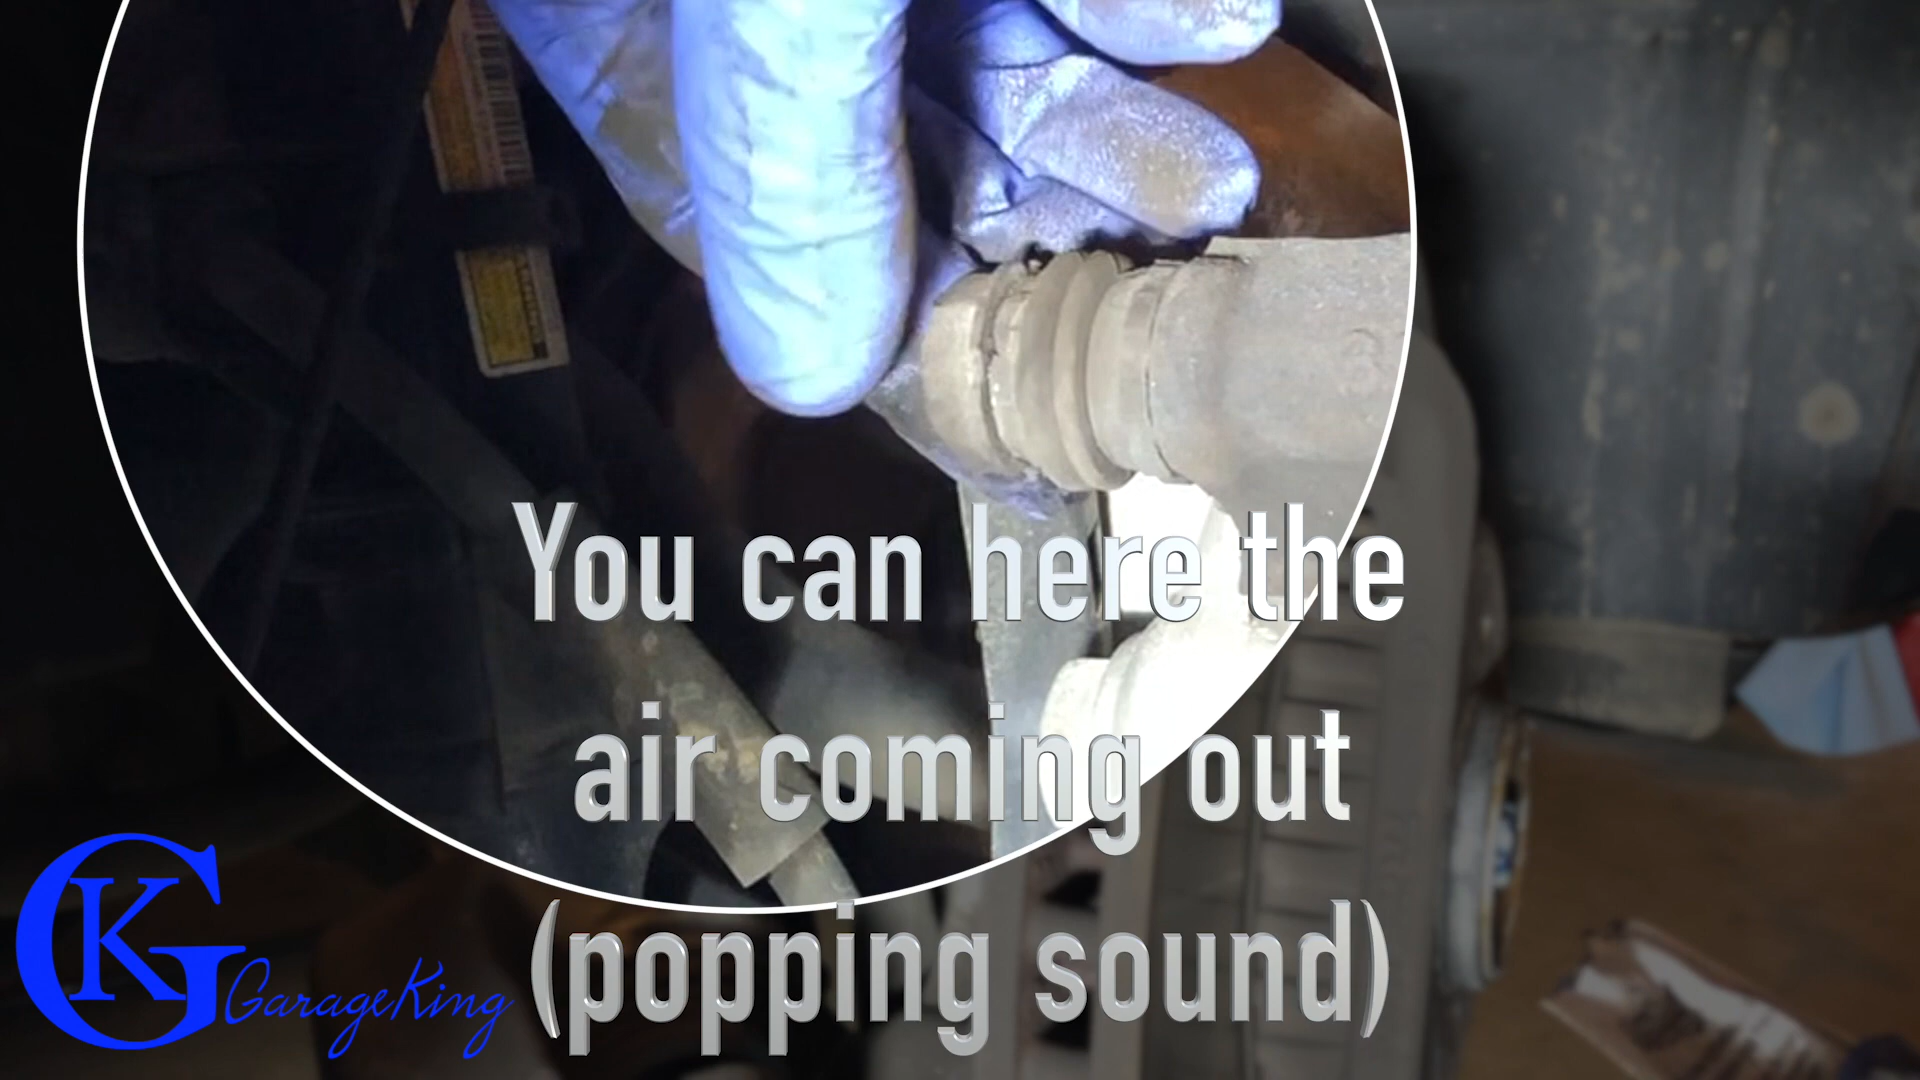 You can here the
air coming out
(popping sound)
GK
GarageKing